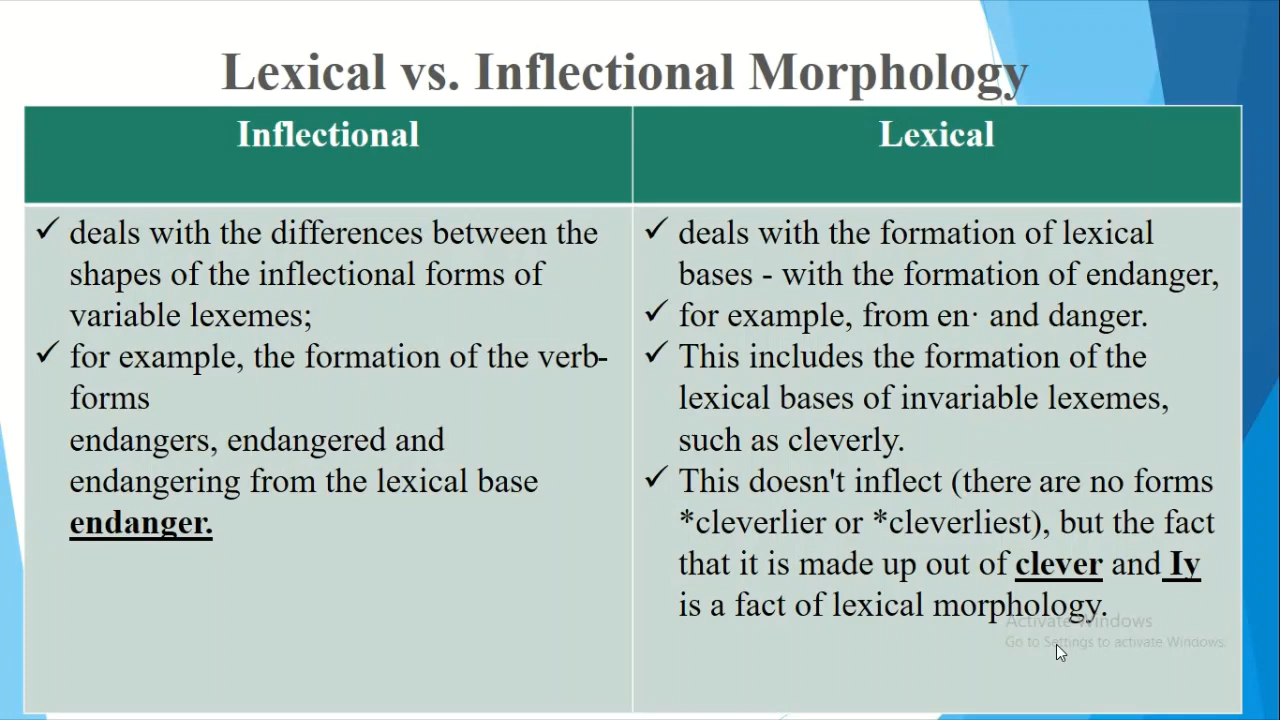 Lexical vs. Inflectional Morphology
Inflectional
Lexical
✓ deals with the differences between the
shapes of the inflectional forms of
variable lexemes;
✓ for example, the formation of the verb-
forms
endangers, endangered and
endangering from the lexical base
endanger.
✓ deals with the formation of lexical
bases - with the formation of endanger,
✓ for example, from en· and danger.
✓ This includes the formation of the
lexical bases of invariable lexemes,
such as cleverly.
✓ This doesn't inflect (there are no forms
*cleverlier or *cleverliest), but the fact
that it is made up out of clever and Iy
is a fact of lexical morphology.
Activate Windows
Go to Settings to activate Windows.